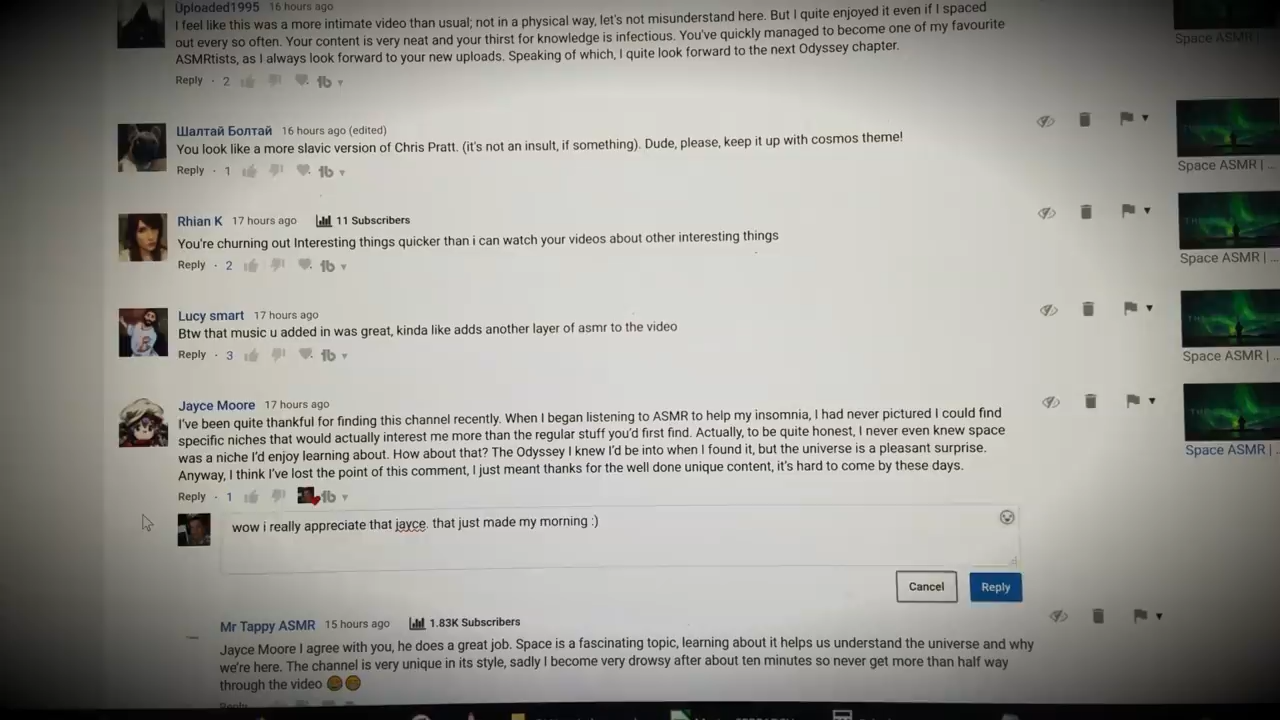 Uploaded1995 16 hours ago
I feel like this was a more intimate video than usual; not in a physical way, let's not misunderstand here. But I quite enjoyed it even if I spaced
out every so often. Your content is very neat and your thirst for knowledge is infectious. You've quickly managed to become one of my favourite
ASMRtists, as I always look forward to your new uploads. Speaking of which, I quite look forward to the next Odyssey chapter.
Space ASMR | ...
Reply · 2 tb
Шалтай Болтай 16 hours ago (edited)
You look like a more slavic version of Chris Pratt. (it's not an insult, if something). Dude, please, keep it up with cosmos theme!
Space ASMR | ...
Reply · 1 tb
Rhian K 17 hours ago 11 Subscribers
You're churning out Interesting things quicker than i can watch your videos about other interesting things
Space ASMR | ...
Reply · 2 tb
Lucy smart 17 hours ago
Btw that music u added in was great, kinda like adds another layer of asmr to the video
Space ASMR | ...
Reply · 3 tb
Jayce Moore 17 hours ago
I've been quite thankful for finding this channel recently. When I began listening to ASMR to help my insomnia, I had never pictured I could find
specific niches that would actually interest me more than the regular stuff you'd first find. Actually, to be quite honest, I never even knew space
was a niche I'd enjoy learning about. How about that? The Odyssey I knew I'd be into when I found it, but the universe is a pleasant surprise.
Anyway, I think I've lost the point of this comment, I just meant thanks for the well done unique content, it's hard to come by these days.
Space ASMR | ...
Reply · 1 tb
wow i really appreciate that jayce. that just made my morning :)
Cancel Reply
Mr Tappy ASMR 15 hours ago 1.83K Subscribers
Jayce Moore I agree with you, he does a great job. Space is a fascinating topic, learning about it helps us understand the universe and why
we're here. The channel is very unique in its style, sadly I become very drowsy after about ten minutes so never get more than half way
through the video
Reply